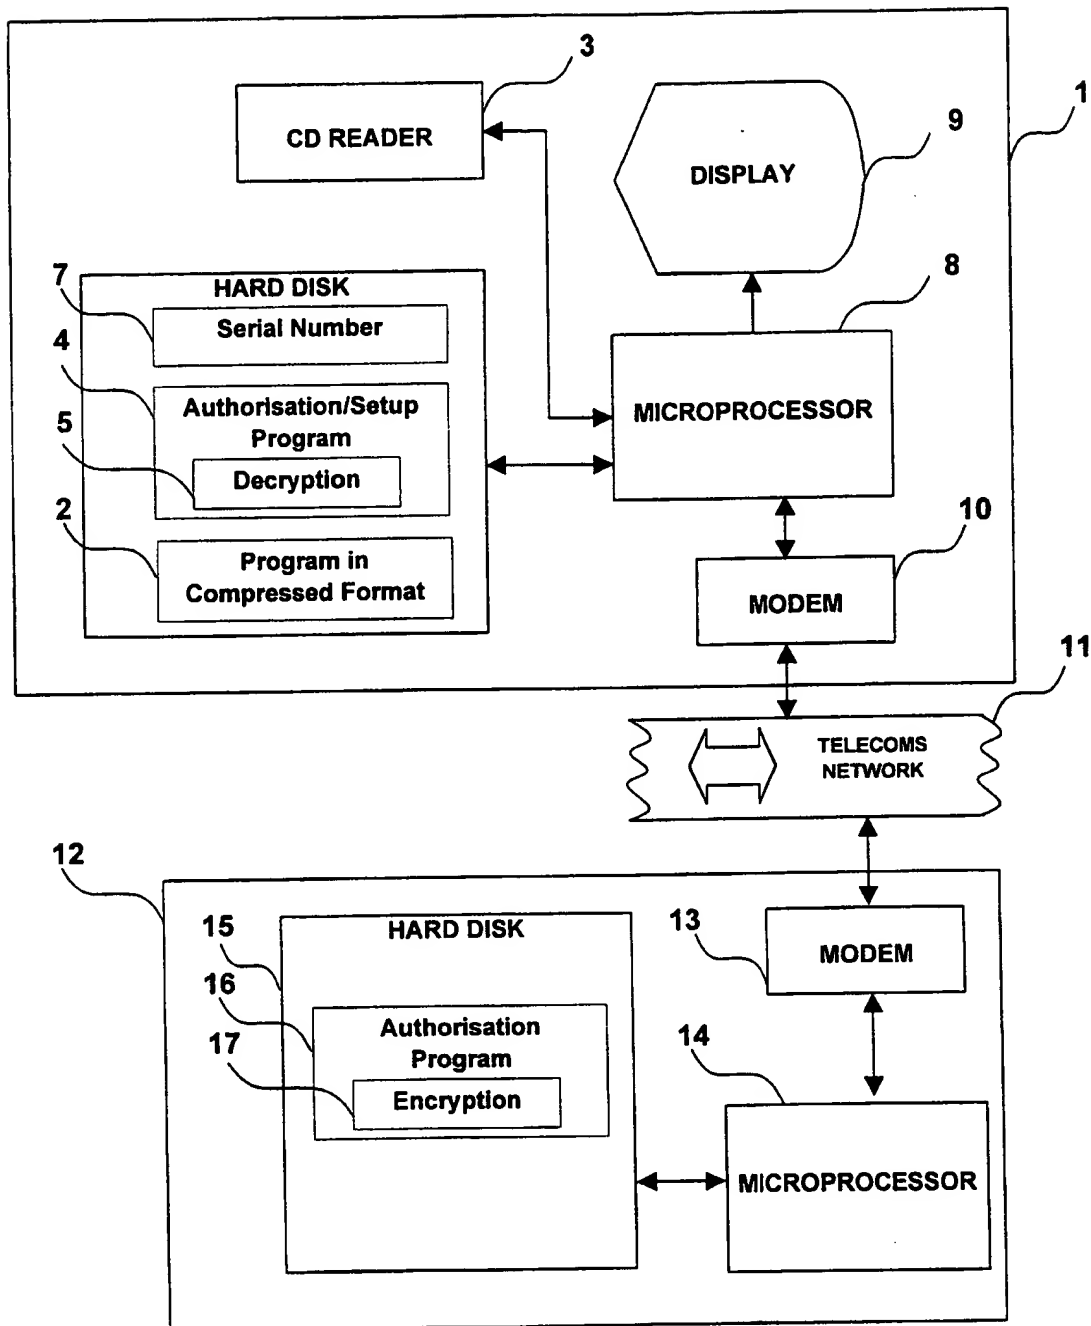 3
1
CD READER
9
DISPLAY
8
7
HARD DISK
Serial Number
4
Authorisation/Setup
Program
MICROPROCESSOR
5
Decryption
2
10
Program in
Compressed Format
MODEM
11
TELECOMS
NETWORK
12
15
HARD DISK
13
MODEM
16
Authorisation
Program
17
14
Encryption
MICROPROCESSOR